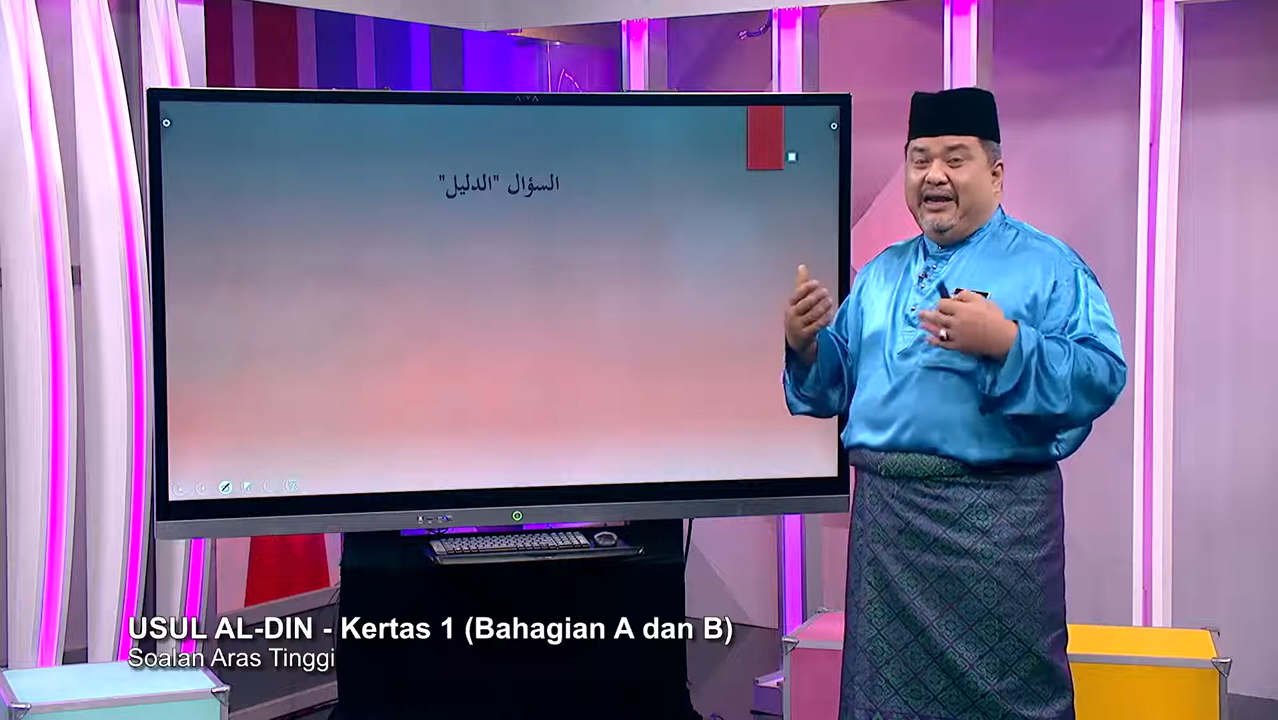 السؤال "الدليل"
USUL AL-DIN - Kertas 1 (Bahagian A dan B)
Soalan Aras Tinggi